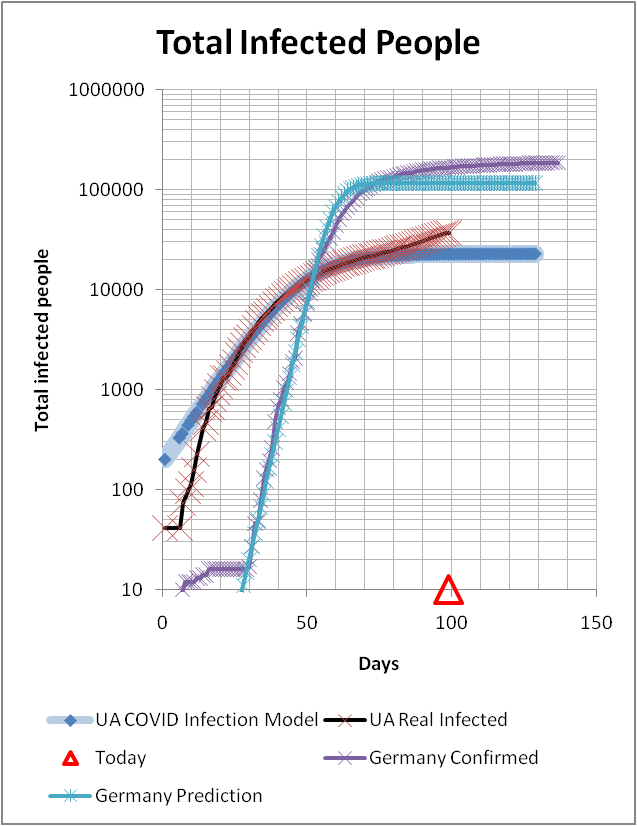 Total Infected People
1000000
100000
10000
1000
100
10
Total infected people
0 50 100 150
Days
UA COVID Infection Model UA Real Infected
Today Germany Confirmed
Germany Prediction